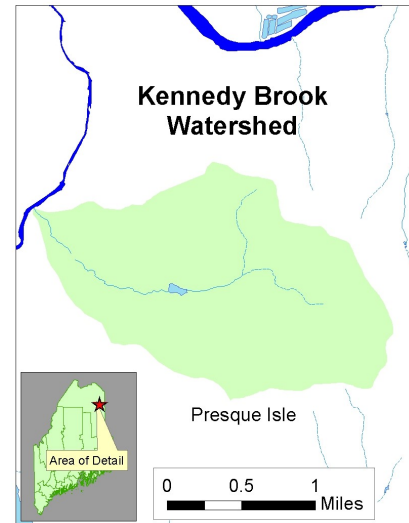 Kennedy Brook
Watershed
Presque Isle
Area of Detail
0 0.5 1
Miles